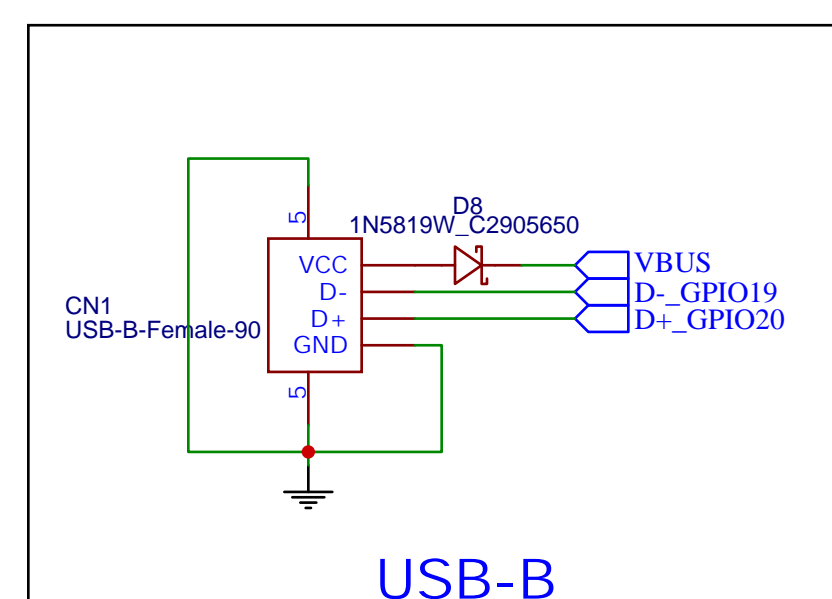 D8
1N5819W_C2905650
5
VCC
VBUS
D-
D-_GPIO19
CN1
D+
D+_GPIO20
USB-B-Female-90
GND
5
USB-B